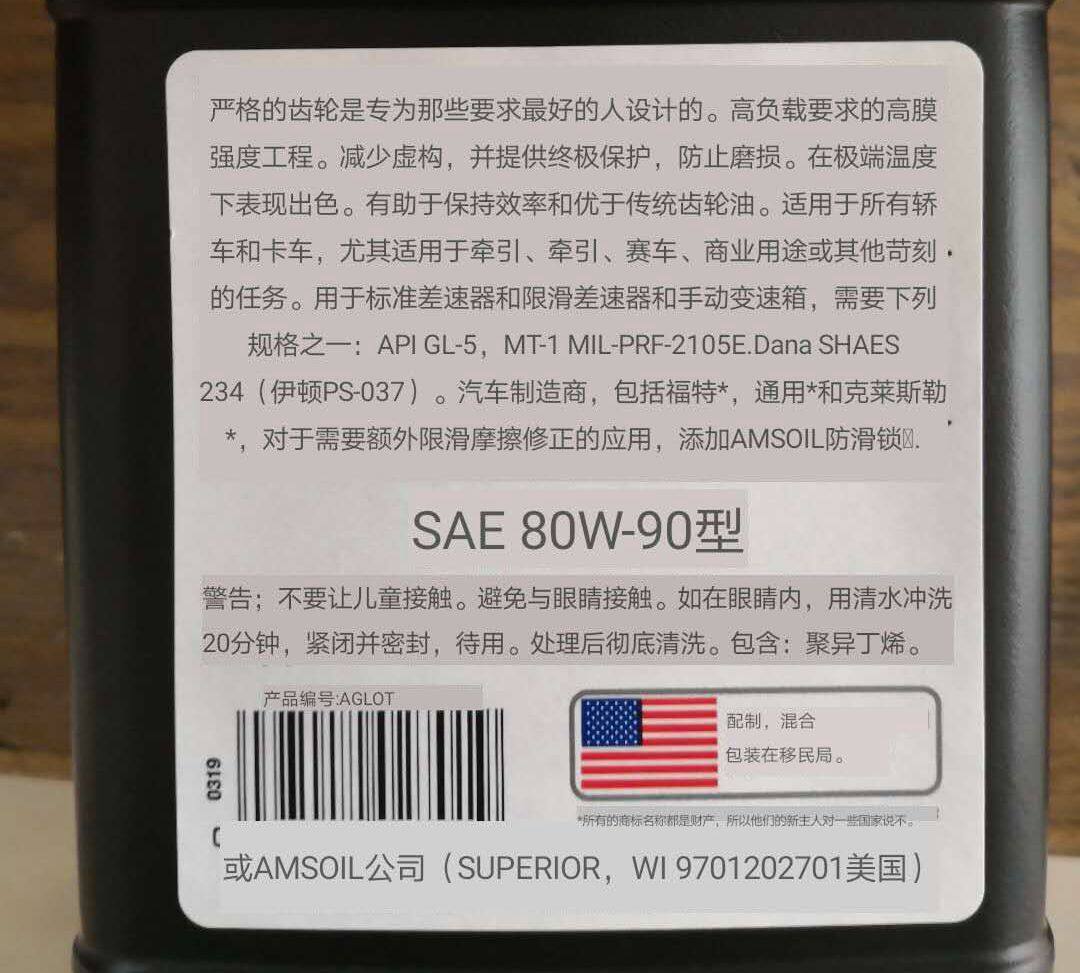 严格的齿轮是专为那些要求最好的人设计的。高负载要求的高膜
强度工程。减少虚构，并提供终极保护，防止磨损。在极端温度
下表现出色。有助于保持效率和优于传统齿轮油。适用于所有轿
车和卡车，尤其适用于牵引、牵引、赛车、商业用途或其他苛刻
的任务。用于标准差速器和限滑差速器和手动变速箱，需要下列
规格之一：API GL-5，MT-1 MIL-PRF-2105E.Dana SHAES
234（伊顿PS-037）。汽车制造商，包括福特*，通用*和克莱斯勒
*，对于需要额外限滑摩擦修正的应用，添加AMSOIL防滑锁.
SAE 80W-90型
警告；不要让儿童接触。避免与眼睛接触。如在眼睛内，用清水冲洗
20分钟，紧闭并密封，待用。处理后彻底清洗。包含：聚异丁烯。
产品编号:AGLOT
0319
配制，混合
包装在移民局。
*所有的商标名称都是财产，所以他们的新主人对一些国家说不。
或AMSOIL公司（SUPERIOR，WI 9701202701美国）